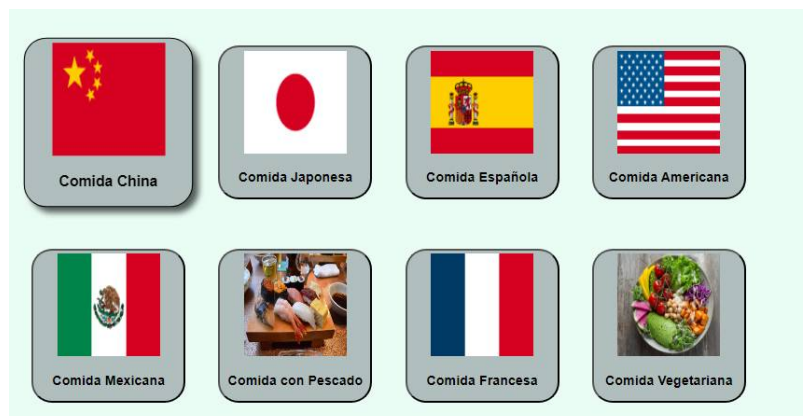 Comida China
Comida Japonesa
Comida Española
Comida Americana
Comida Mexicana
Comida con Pescado
Comida Francesa
Comida Vegetariana